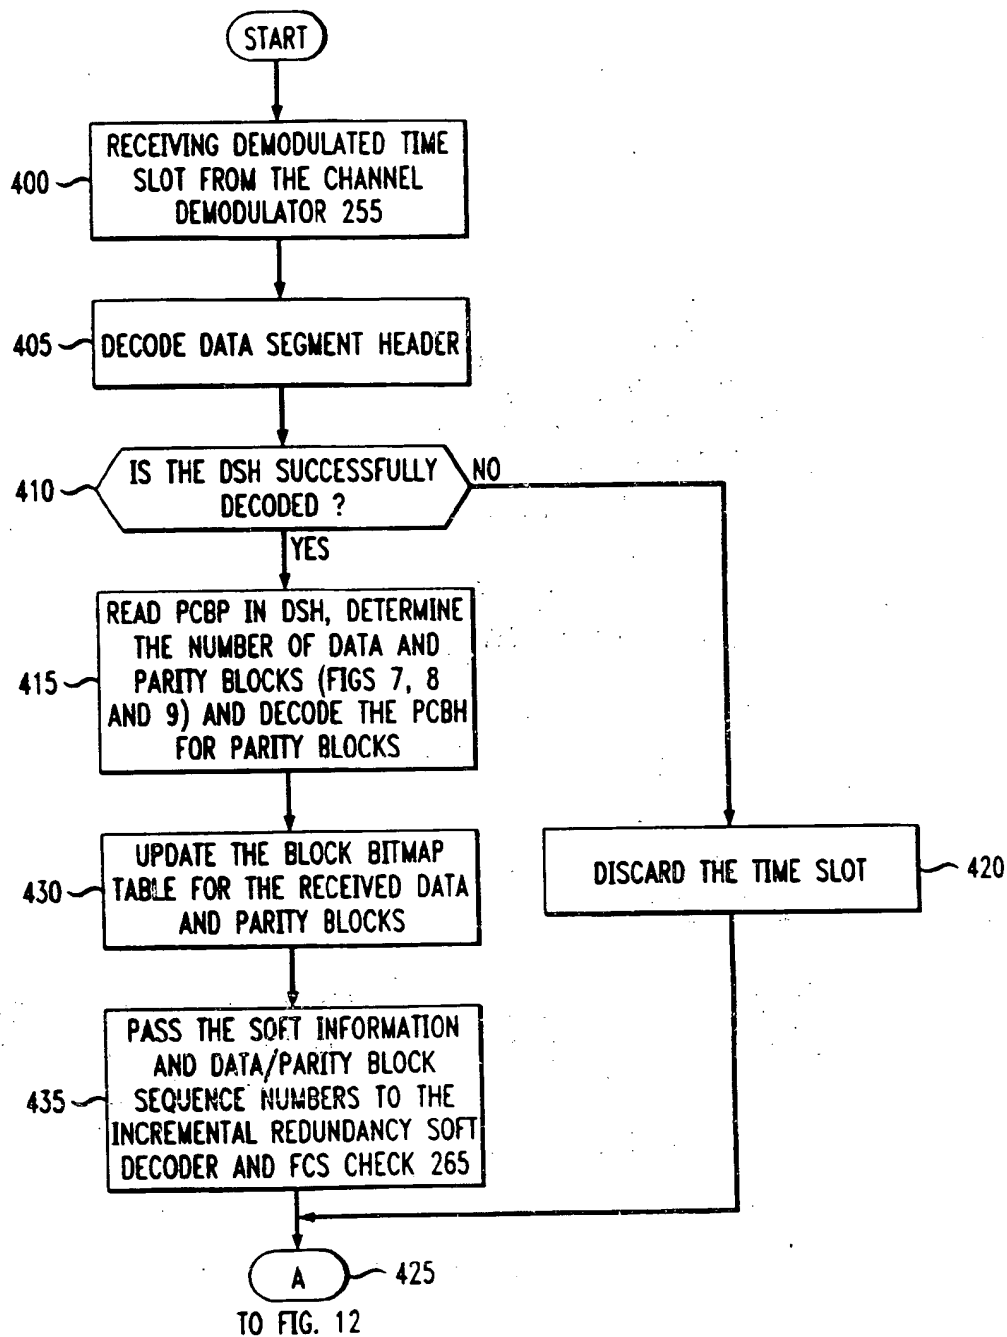 START
RECEIVING DEMODULATED TIME
SLOT FROM THE CHANNEL
DEMODULATOR 255
400
DECODE DATA SEGMENT HEADER
405
IS THE DSH SUCCESSFULLY
DECODED ?
410
NO
YES
READ PCBP IN DSH, DETERMINE
THE NUMBER OF DATA AND
PARITY BLOCKS (FIGS 7, 8
AND 9) AND DECODE THE PCBH
FOR PARITY BLOCKS
415
UPDATE THE BLOCK BITMAP
TABLE FOR THE RECEIVED DATA
AND PARITY BLOCKS
430
DISCARD THE TIME SLOT
420
PASS THE SOFT INFORMATION
AND DATA/PARITY BLOCK
SEQUENCE NUMBERS TO THE
INCREMENTAL REDUNDANCY SOFT
DECODER AND FCS CHECK 265
435
A
425
TO FIG. 12